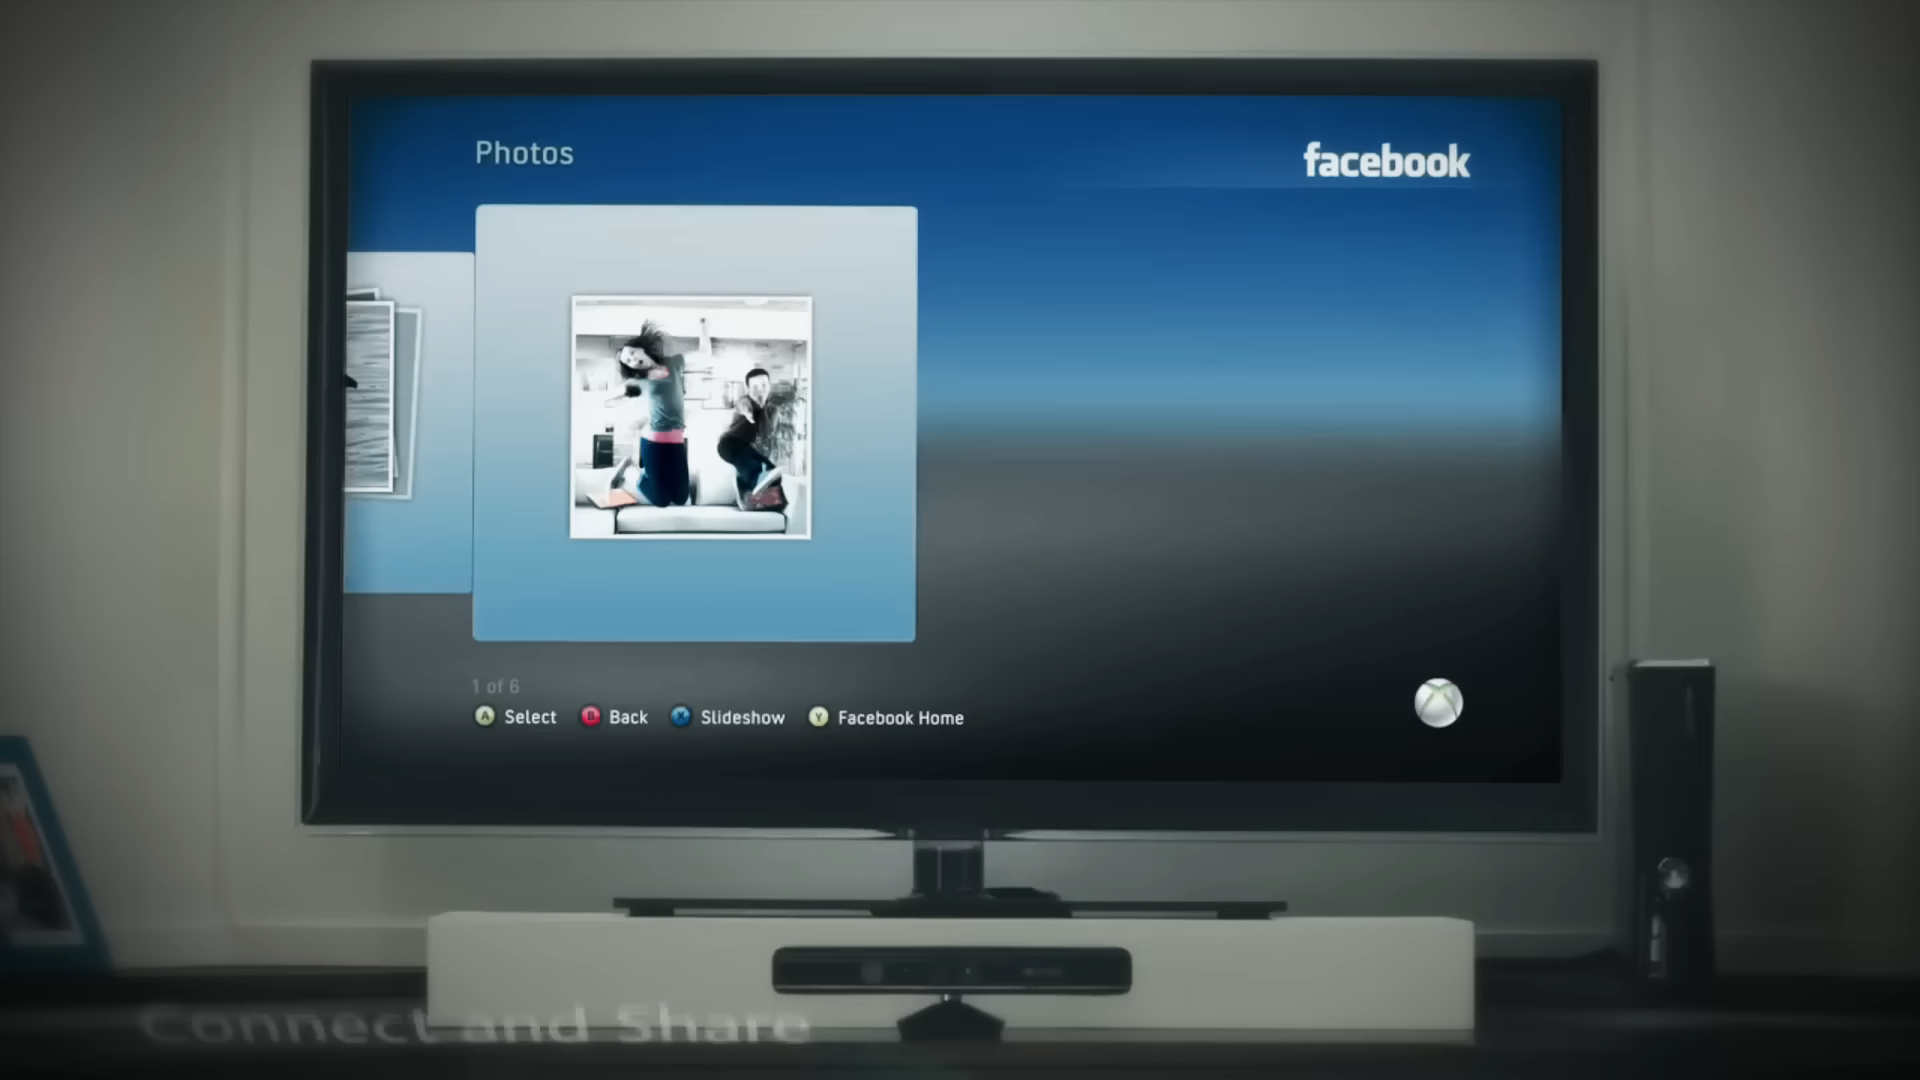 Photos
facebook
1 of 6
A Select B Back X Slideshow Y Facebook Home
Connect and Share